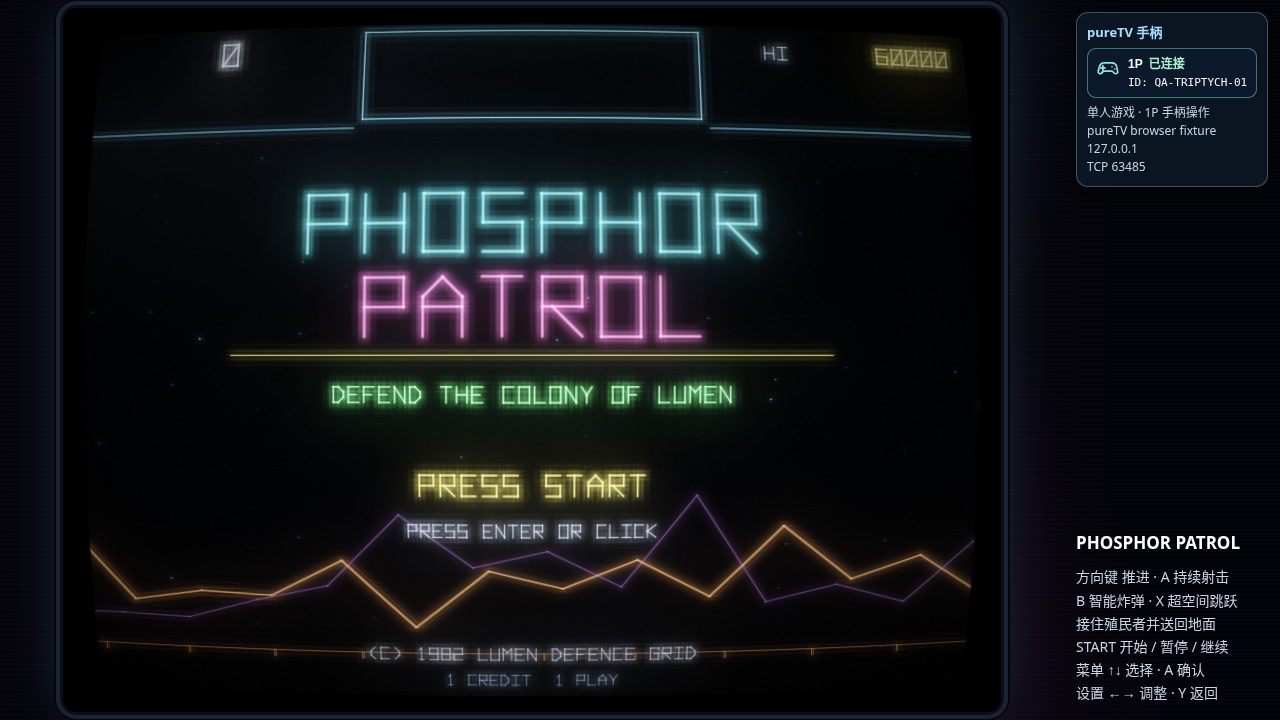 0
HI
60000
PHOSPHOR
PATROL
DEFEND THE COLONY OF LUMEN
PRESS START
PRESS ENTER OR CLICK
(C) 1982 LUMEN DEFENCE GRID
1 CREDIT 1 PLAY
pureTV 手柄
1P 已连接
ID: QA-TRIPTYCH-01
单人游戏 · 1P 手柄操作
pureTV browser fixture
127.0.0.1
TCP 63485
PHOSPHOR PATROL
方向键 推进 · A 持续射击
B 智能炸弹 · X 超空间跳跃
接住殖民者并送回地面
START 开始 / 暂停 / 继续
菜单 ↑↓ 选择 · A 确认
设置 ←→ 调整 · Y 返回